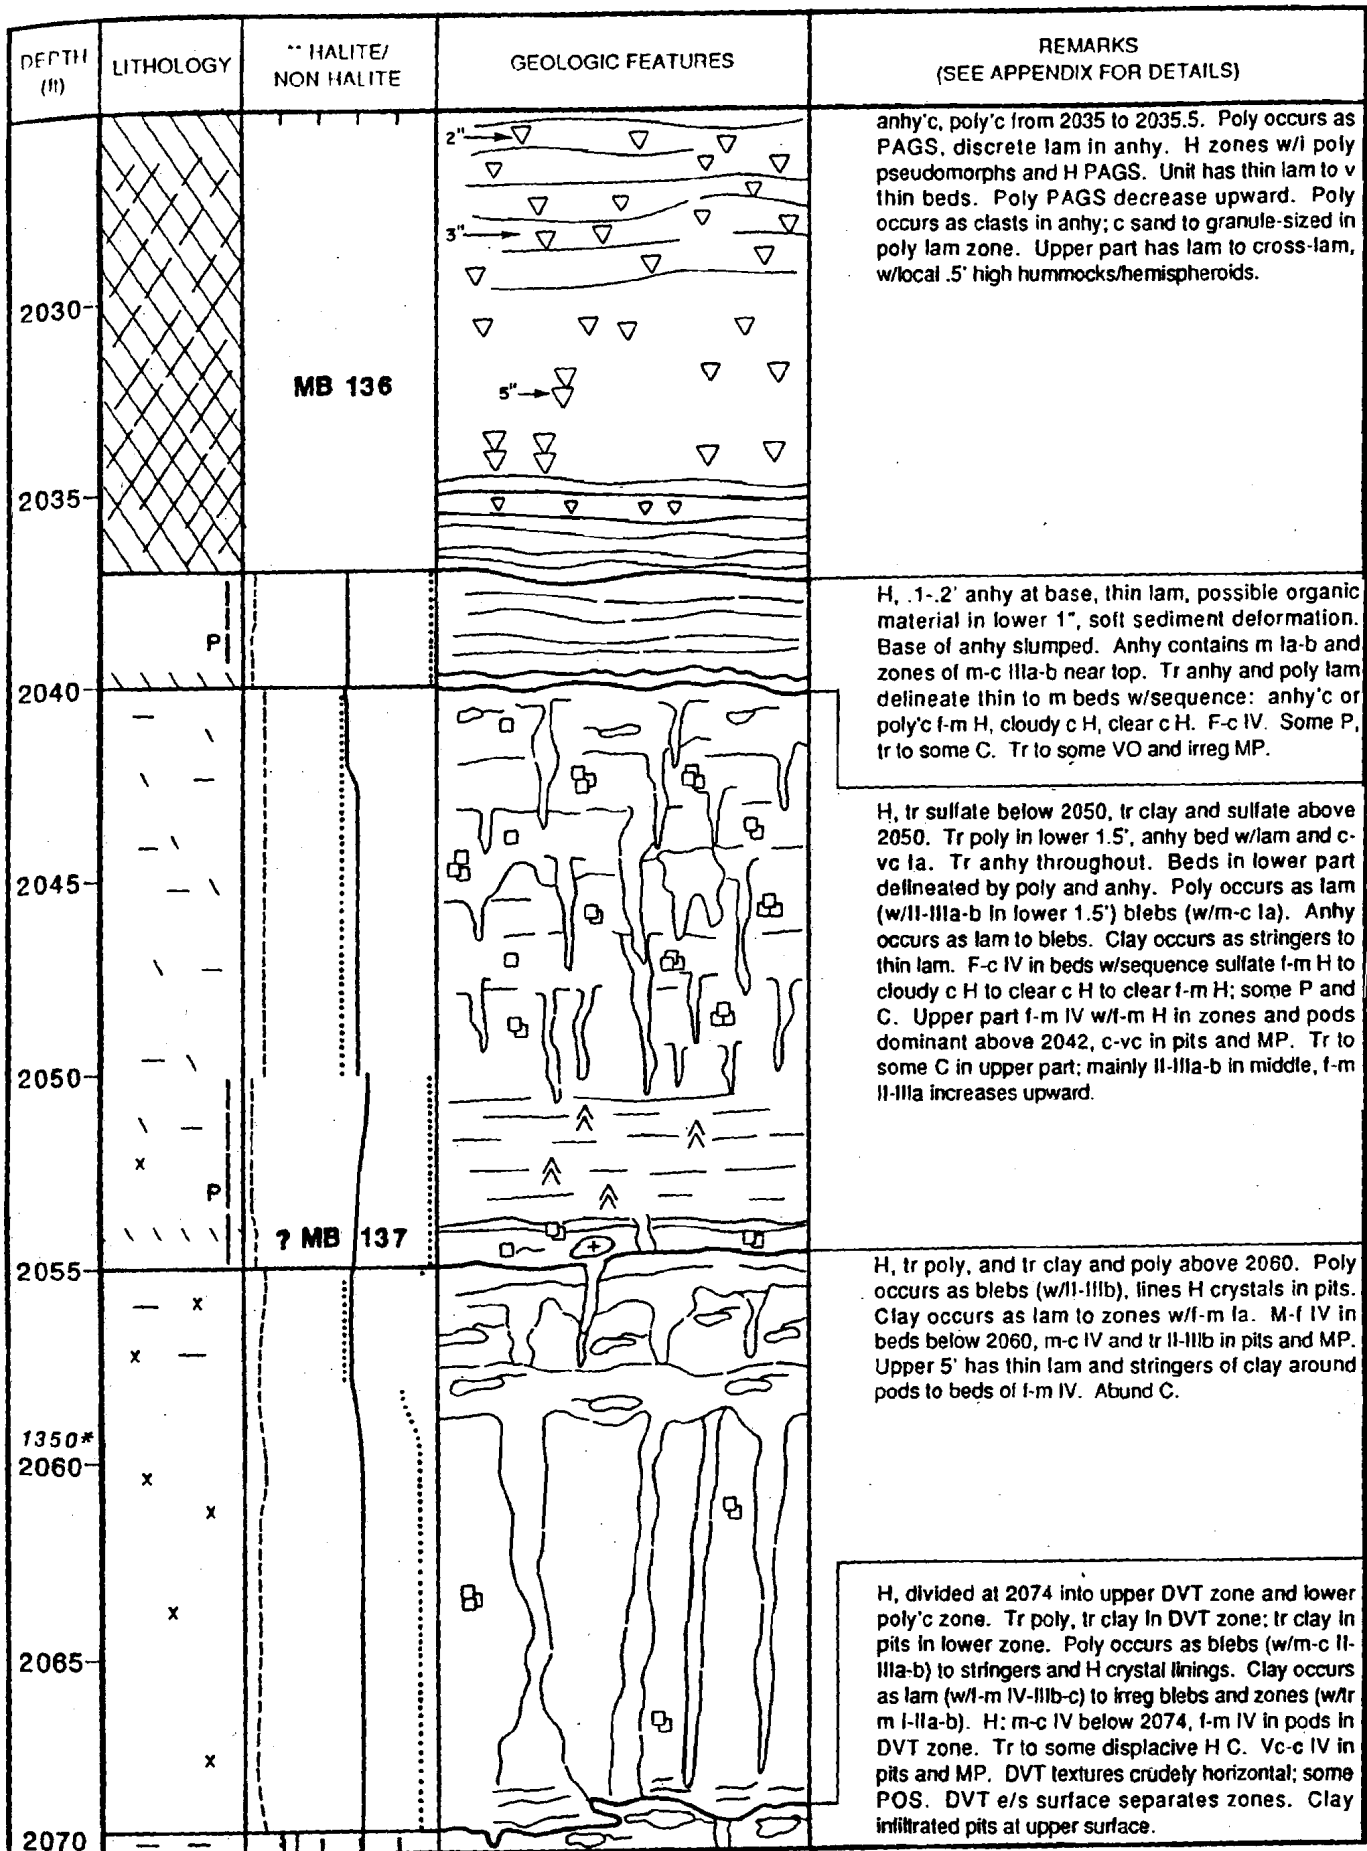 DEPTH
(ft)
LITHOLOGY
** HALITE/
NON HALITE
GEOLOGIC FEATURES
REMARKS
(SEE APPENDIX FOR DETAILS)
2"
3"
5"
MB 136
anhy'c, poly'c from 2035 to 2035.5. Poly occurs as
PAGS, discrete lam in anhy. H zones w/i poly
pseudomorphs and H PAGS. Unit has thin lam to v
thin beds. Poly PAGS decrease upward. Poly
occurs as clasts in anhy; c sand to granule-sized in
poly lam zone. Upper part has lam to cross-lam,
w/local .5' high hummocks/hemispheroids.
2030
2035
P
H, .1-.2' anhy at base, thin lam, possible organic
material in lower 1", soft sediment deformation.
Base of anhy slumped. Anhy contains m Ia-b and
zones of m-c IIIa-b near top. Tr anhy and poly lam
delineate thin to m beds w/sequence: anhy'c or
poly'c f-m H, cloudy c H, clear c H. F-c IV. Some P,
tr to some C. Tr to some VO and irreg MP.
2040
H, tr sulfate below 2050, tr clay and sulfate above
2050. Tr poly in lower 1.5', anhy bed w/lam and c-
vc Ia. Tr anhy throughout. Beds in lower part
delineated by poly and anhy. Poly occurs as lam
(w/II-IIIa-b in lower 1.5') blebs (w/m-c Ia). Anhy
occurs as lam to blebs. Clay occurs as stringers to
thin lam. F-c IV in beds w/sequence sulfate f-m H to
cloudy c H to clear c H to clear f-m H; some P and
C. Upper part f-m IV w/f-m H in zones and pods
dominant above 2042, c-vc in pits and MP. Tr to
some C in upper part; mainly II-IIIa-b in middle, f-m
II-IIIa increases upward.
2045
2050
x
P
? MB 137
+
2055
H, tr poly, and tr clay and poly above 2060. Poly
occurs as blebs (w/II-IIIb), lines H crystals in pits.
Clay occurs as lam to zones w/f-m Ia. M-f IV in
beds below 2060, m-c IV and tr II-IIIb in pits and MP.
Upper 5' has thin lam and stringers of clay around
pods to beds of f-m IV. Abund C.
x
x
1350*
2060
x
x
x
H, divided at 2074 into upper DVT zone and lower
poly'c zone. Tr poly, tr clay in DVT zone; tr clay in
pits in lower zone. Poly occurs as blebs (w/m-c II-
IIIa-b) to stringers and H crystal linings. Clay occurs
as lam (w/f-m IV-IIIb-c) to irreg blebs and zones (w/tr
m I-IIa-b). H: m-c IV below 2074, f-m IV in pods in
DVT zone. Tr to some displacive H C. Vc-c IV in
pits and MP. DVT textures crudely horizontal; some
POS. DVT e/s surface separates zones. Clay
infiltrated pits at upper surface.
2065
x
2070